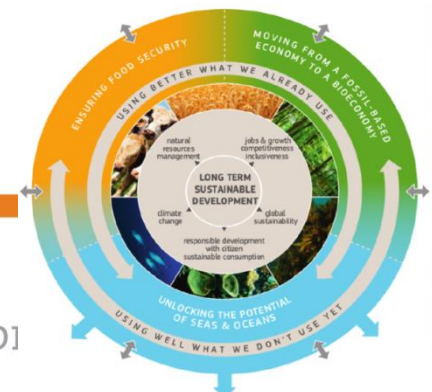 ENSURING FOOD SECURITY
MOVING FROM A FOSSIL-BASED
ECONOMY TO A BIOECONOMY
USING BETTER WHAT WE ALREADY USE
natural
resources
management
jobs & growth
competitiveness
inclusiveness
LONG TERM
SUSTAINABLE
DEVELOPMENT
climate
change
global
sustainability
responsible development
with citizen
sustainable consumption
UNLOCKING THE POTENTIAL
OF SEAS & OCEANS
USING WELL WHAT WE DON'T USE YET